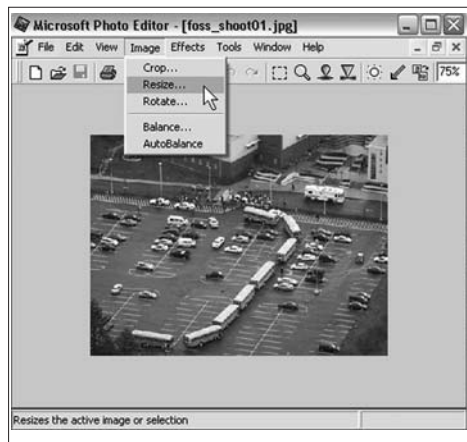 Microsoft Photo Editor - [foss_shoot01.jpg]
File Edit View Image Effects Tools Window Help
75%
Crop...
Resize...
Rotate...
Balance...
AutoBalance
Resizes the active image or selection